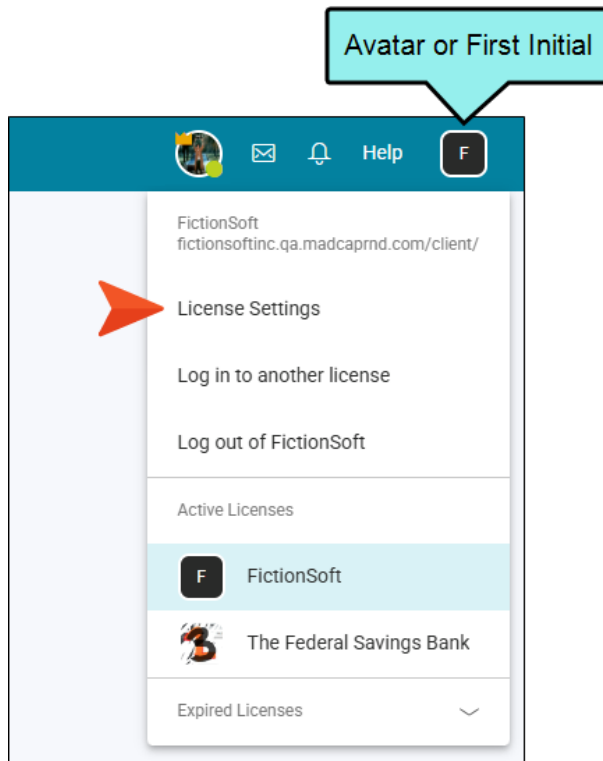 Avatar or First Initial
Help
F
FictionSoft
fictionsoftinc.qa.madcaprnd.com/client/
License Settings
Log in to another license
Log out of FictionSoft
Active Licenses
F FictionSoft
The Federal Savings Bank
Expired Licenses